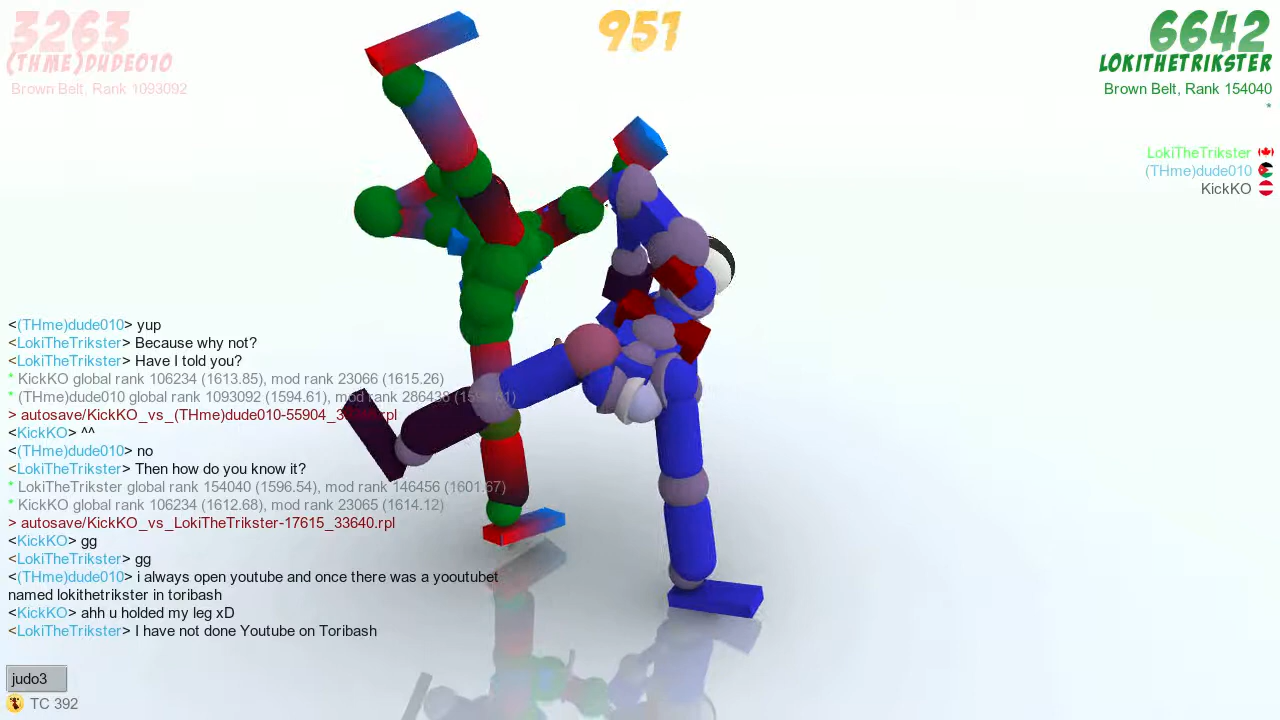 3263
(THME)DUDE010
Brown Belt, Rank 1093092
951
6642
LOKITHETRIKSTER
Brown Belt, Rank 154040
*
LokiTheTrikster
(THme)dude010
KickKO
<(THme)dude010> yup
<LokiTheTrikster> Because why not?
<LokiTheTrikster> Have I told you?
* KickKO global rank 106234 (1613.85), mod rank 23066 (1615.26)
* (THme)dude010 global rank 1093092 (1594.61), mod rank
> autosave/KickKO_vs_(THme)dude010-55904_
<KickKO> ^^
<(THme)dude010> no
<LokiTheTrikster> Then how do you know it?
* LokiTheTrikster global rank 154040 (1596.54), mod rank 146456 (1601.67)
* KickKO global rank 106234 (1612.68), mod rank 23065 (1614.12)
> autosave/KickKO_vs_LokiTheTrikster-17615_33640.rpl
<KickKO> gg
<LokiTheTrikster> gg
<(THme)dude010> i always open youtube and once there was a yooutubet
named lokithetrikster in toribash
<KickKO> ahh u holded my leg xD
<LokiTheTrikster> I have not done Youtube on Toribash
judo3
TC 392